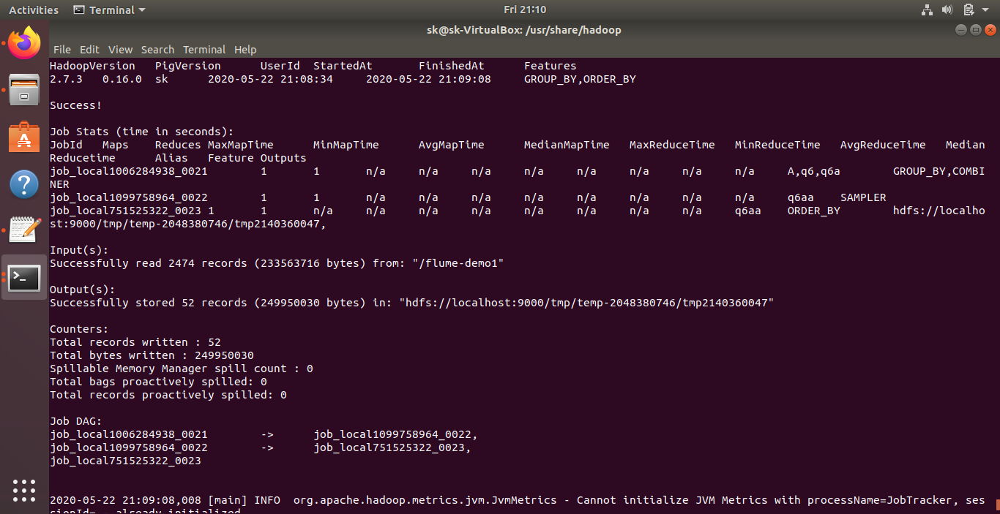 Activities Terminal Fri 21:10
sk@sk-VirtualBox: /usr/share/hadoop
File Edit View Search Terminal Help
HadoopVersion PigVersion UserId StartedAt FinishedAt Features
2.7.3 0.16.0 sk 2020-05-22 21:08:34 2020-05-22 21:09:08 GROUP_BY,ORDER_BY
Success!
Job Stats (time in seconds):
JobId Maps Reduces MaxMapTime MinMapTime AvgMapTime MedianMapTime MaxReduceTime MinReduceTime AvgReduceTime Median
Reducetime Alias Feature Outputs
job_local1006284938_0021 1 1 n/a n/a n/a n/a n/a n/a n/a n/a A,q6,q6a GROUP_BY,COMBI
NER
job_local1099758964_0022 1 1 n/a n/a n/a n/a n/a n/a n/a n/a q6aa SAMPLER
job_local751525322_0023 1 1 n/a n/a n/a n/a n/a n/a n/a n/a q6aa ORDER_BY hdfs://localho
st:9000/tmp/temp-2048380746/tmp2140360047,
Input(s):
Successfully read 2474 records (233563716 bytes) from: "/flume-demo1"
Output(s):
Successfully stored 52 records (249950030 bytes) in: "hdfs://localhost:9000/tmp/temp-2048380746/tmp2140360047"
Counters:
Total records written : 52
Total bytes written : 249950030
Spillable Memory Manager spill count : 0
Total bags proactively spilled: 0
Total records proactively spilled: 0
Job DAG:
job_local1006284938_0021 -> job_local1099758964_0022,
job_local1099758964_0022 -> job_local751525322_0023,
job_local751525322_0023
2020-05-22 21:09:08,008 [main] INFO org.apache.hadoop.metrics.jvm.JvmMetrics - Cannot initialize JVM Metrics with processName=JobTracker, ses
sionId= - already initialized